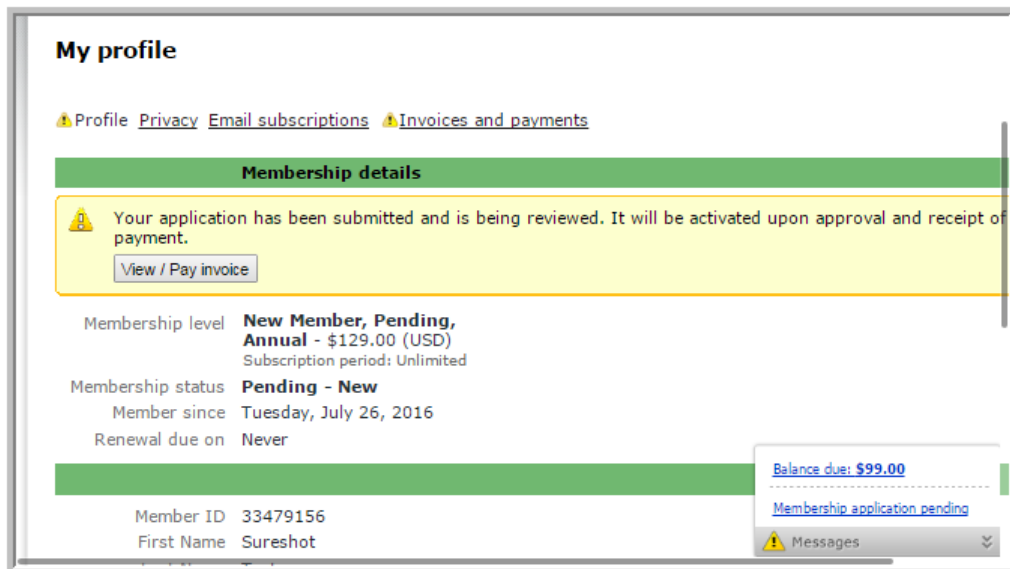 My profile
Profile Privacy Email subscriptions Invoices and payments
Membership details
Your application has been submitted and is being reviewed. It will be activated upon approval and receipt of
payment.
View / Pay invoice
Membership level New Member, Pending,
Annual - $129.00 (USD)
Subscription period: Unlimited
Membership status Pending - New
Member since Tuesday, July 26, 2016
Renewal due on Never
Balance due: $99.00
Membership application pending
Messages
Member ID 33479156
First Name Sureshot